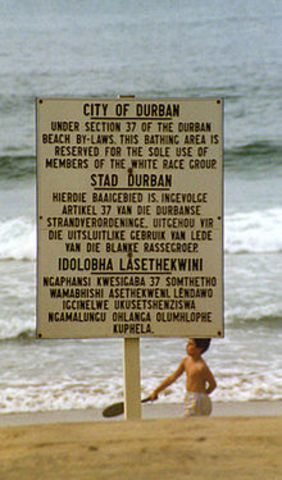 CITY OF DURBAN
UNDER SECTION 37 OF THE DURBAN
BEACH BY-LAWS. THIS BATHING AREA IS
RESERVED FOR THE SOLE USE OF
MEMBERS OF THE WHITE RACE GROUP.
STAD DURBAN
HIERDIE BAAIGEBIED IS, INGEVOLGE
ARTIKEL 37 VAN DIE DURBANSE
STRANDVERORDENINGE, UITGEHOU VIR
DIE UITSLUITLIKE GEBRUIK VAN LEDE
VAN DIE BLANKE RASSEGROEP.
IDOLOBHA LASETHEKWINI
NGAPHANSI KWESIGABA 37 SOMTHETHO
WAMABHISHI ASETHEKWENI, LENDAWO
IGCINELWE UKUSETSHENZISWA
NGAMALUNGU OHLANGA OLUMHLOPHE
KUPHELA.